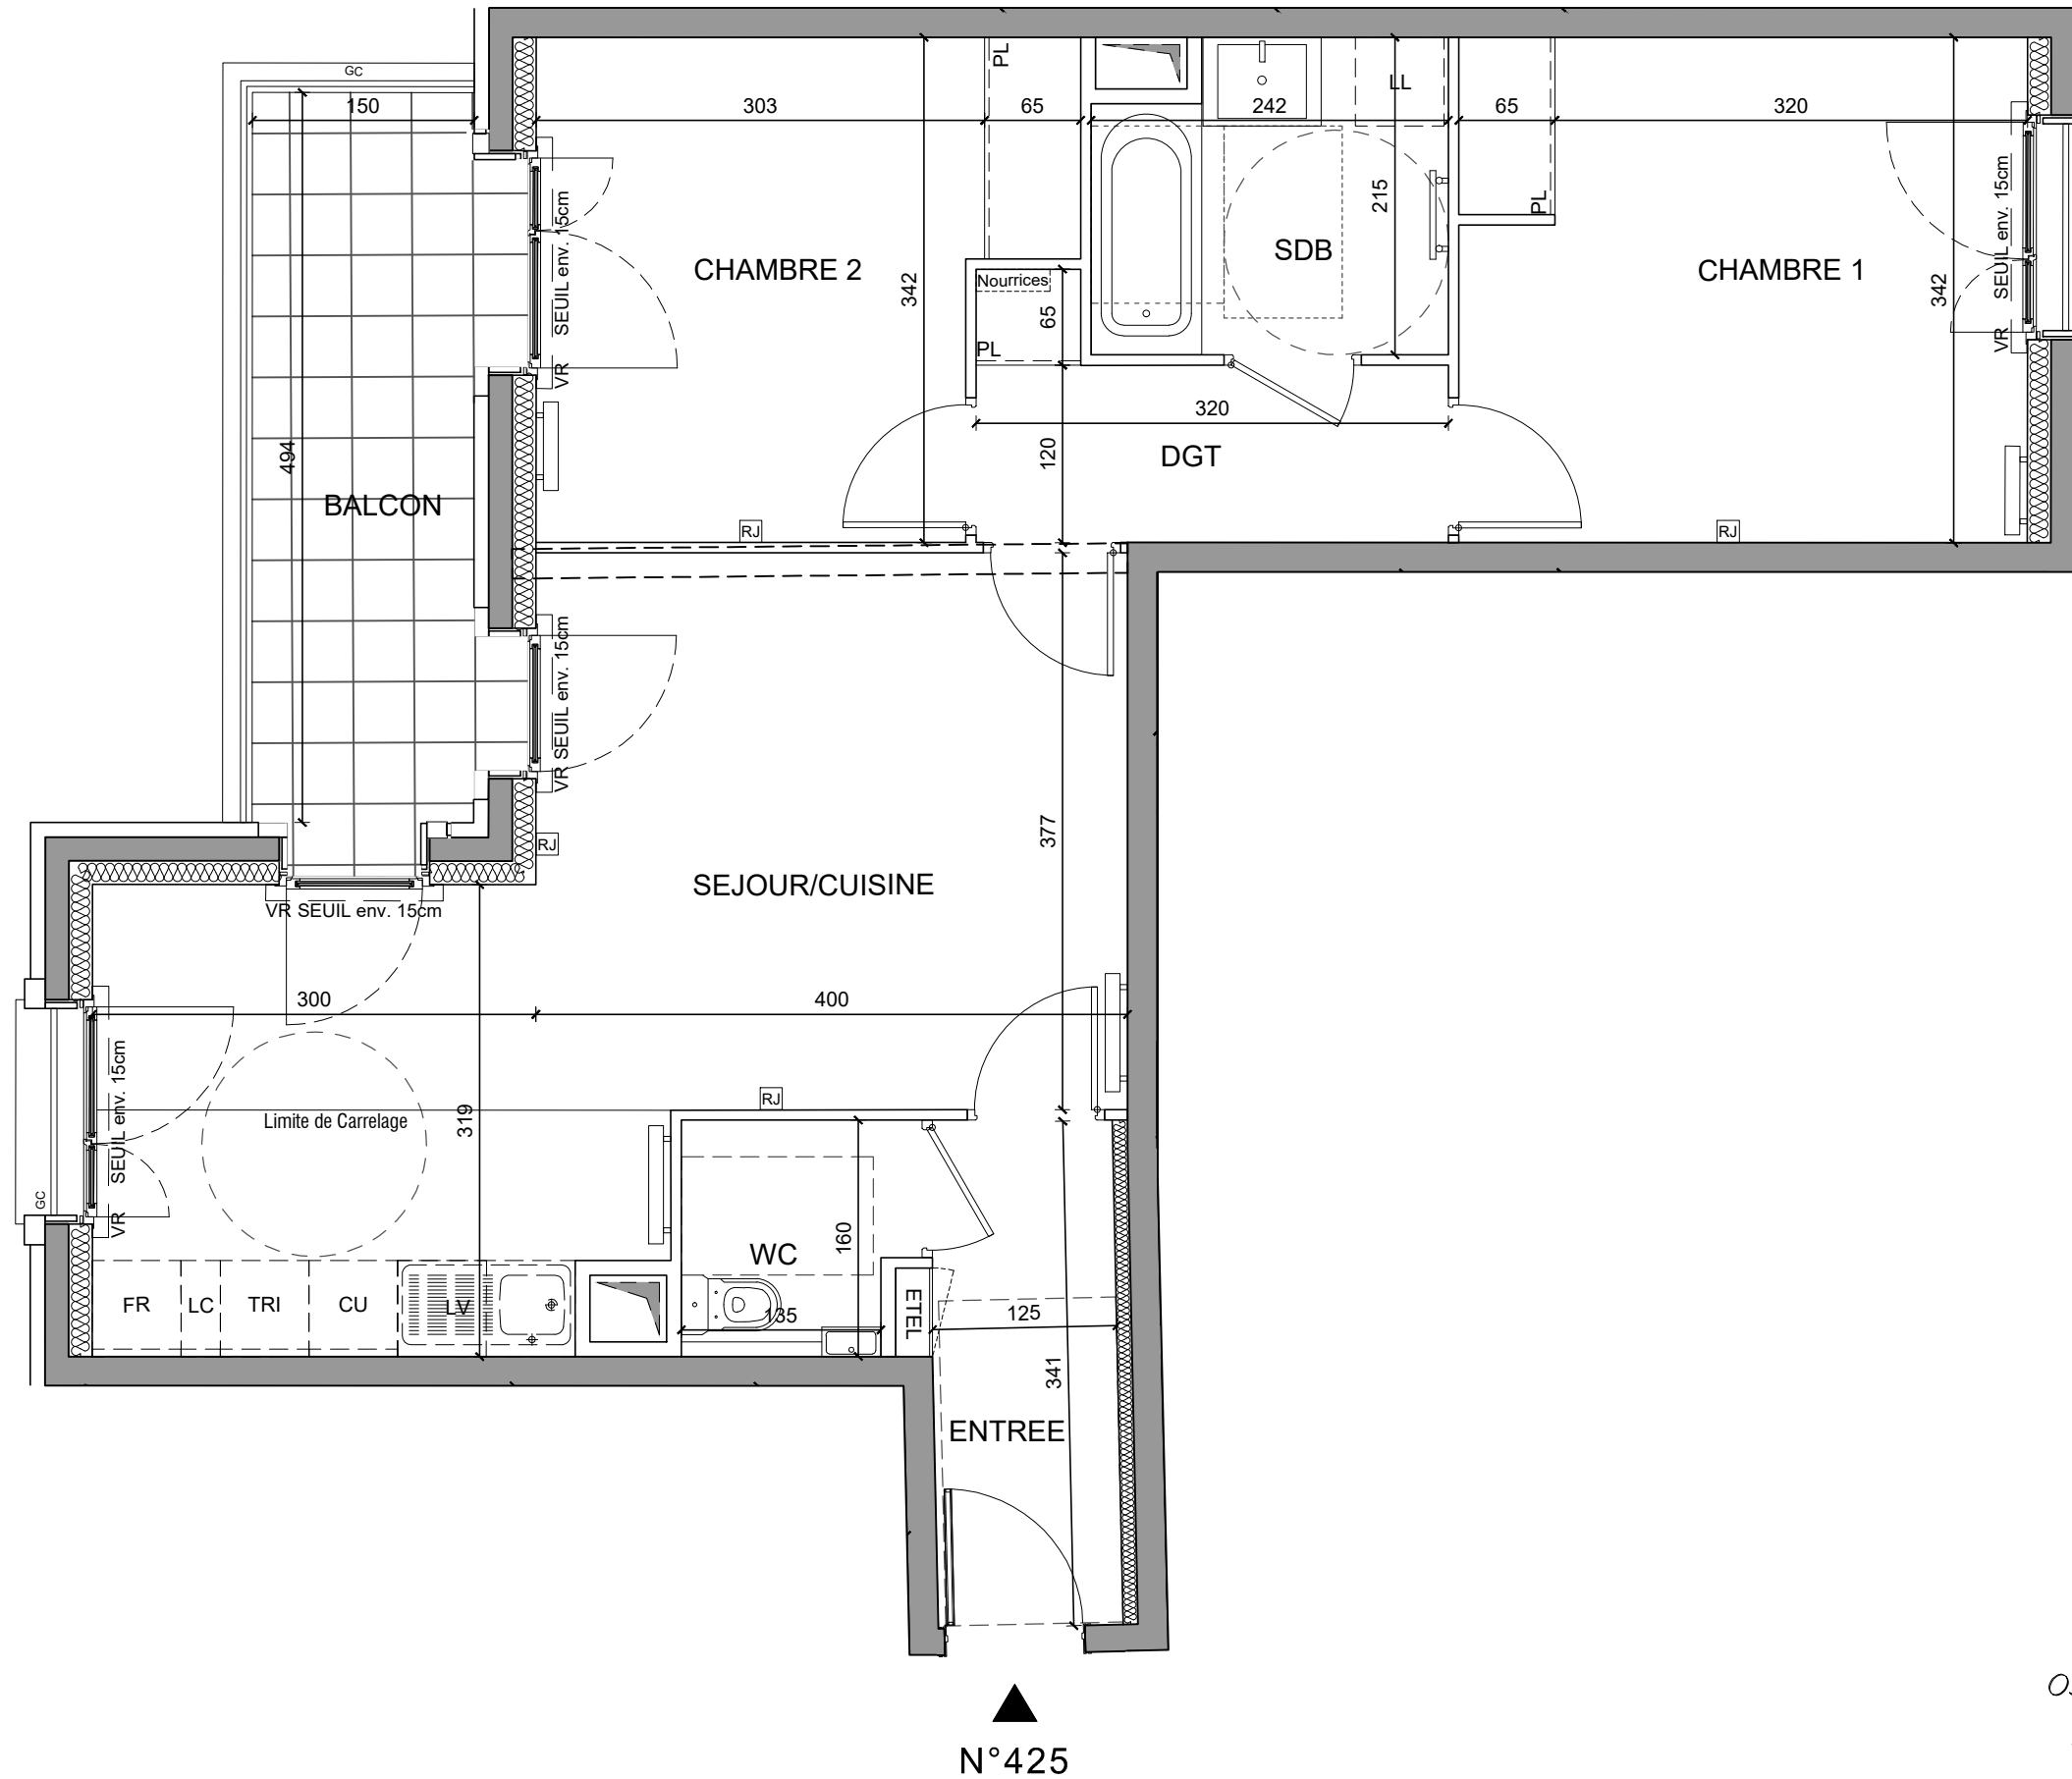 GC
150
303
PL
65
242
LL
65
320
215
PL
SEUIL env. 15cm
VR
CHAMBRE 2
342
Nourrices
65
PL
SDB
CHAMBRE 1
342
SEUIL env. 15cm
VR
320
120
DGT
494
BALCON
RJ
RJ
VR SEUIL env. 15cm
RJ
377
SEJOUR/CUISINE
VR SEUIL env. 15cm
300
400
SEUIL env. 15cm
VR
GC
Limite de Carrelage
319
RJ
WC
160
FR
LC
TRI
CU
LV
135
ETEL
125
341
ENTREE
N°425